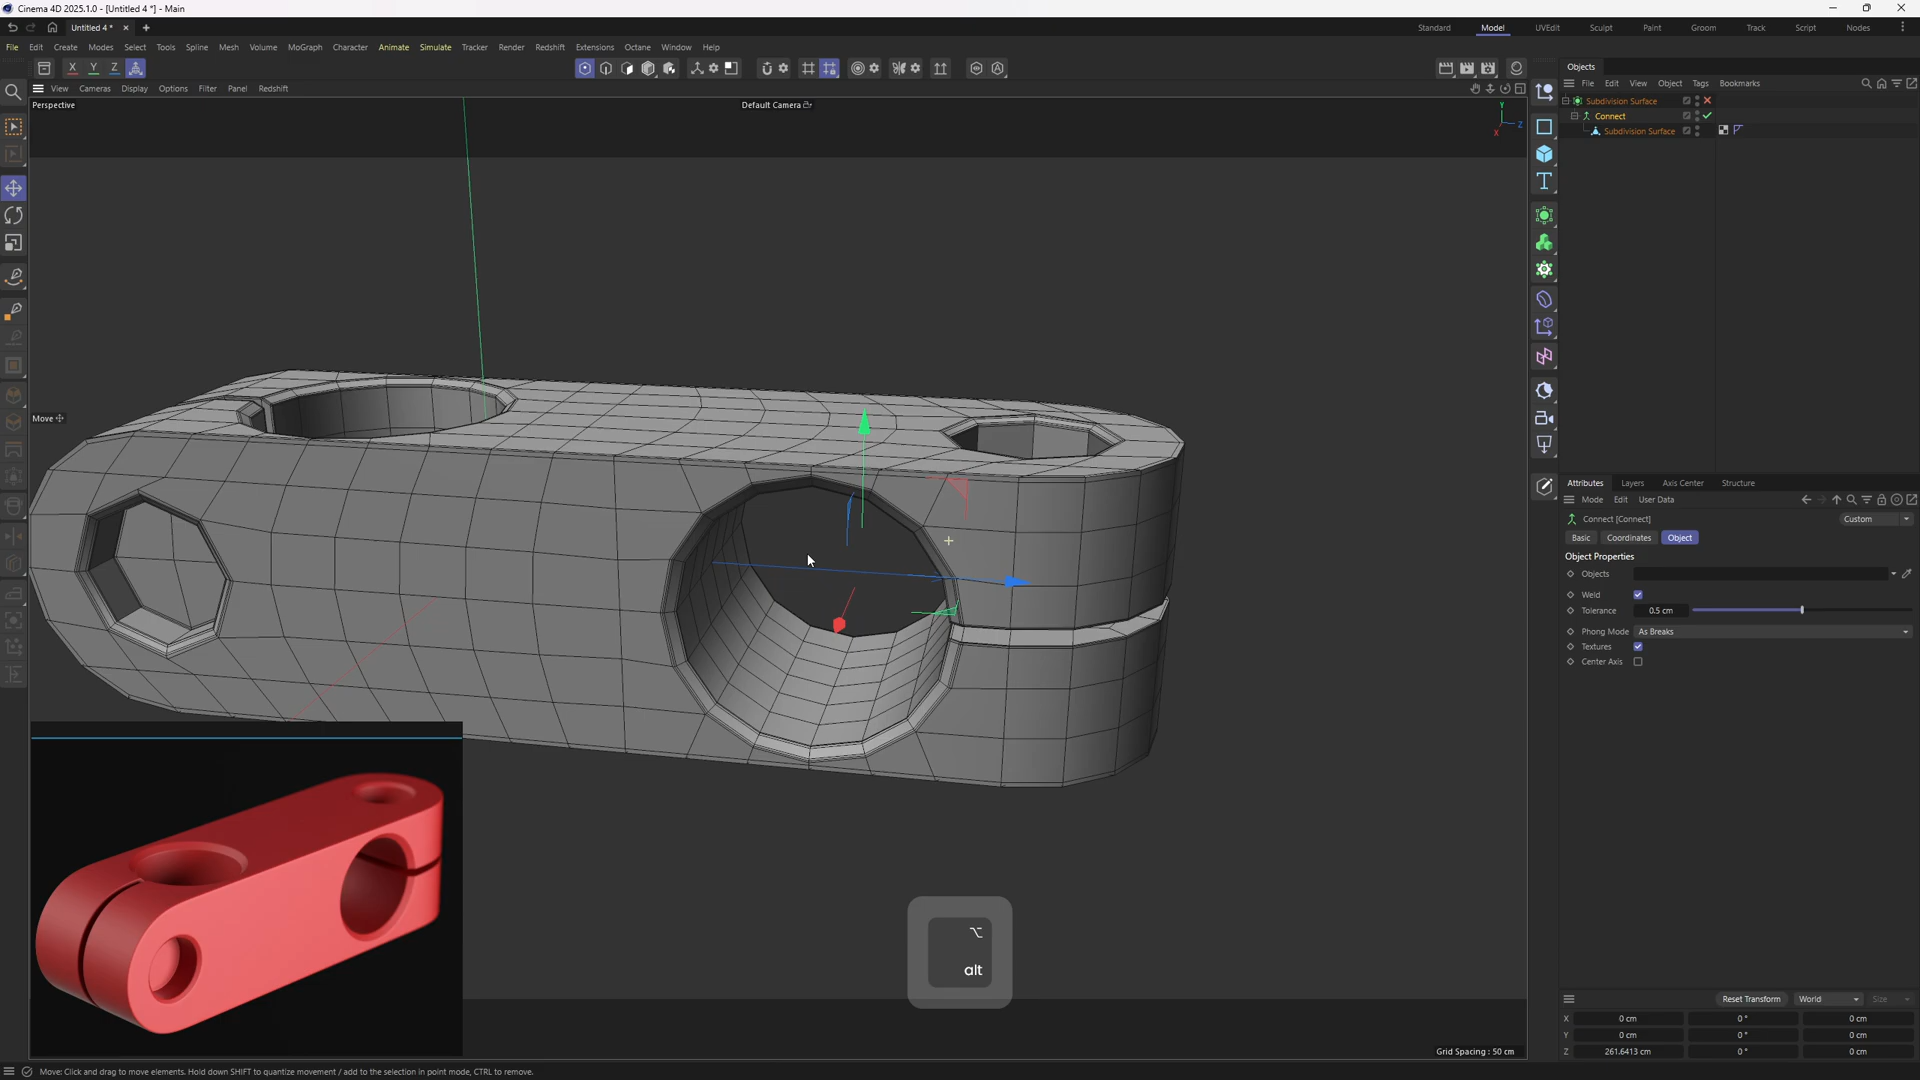 Cinema 4D 2025.1.0 - [Untitled 4 *] - Main
Untitled 4 *
Standard Model UVEdit Sculpt Paint Groom Track Script Nodes
File Edit Create Modes Select Tools Spline Mesh Volume MoGraph Character Animate Simulate Tracker Render Redshift Extensions Octane Window Help
X Y Z
View Cameras Display Options Filter Panel Redshift
Perspective
Default Camera
Y
Z
X
Move
alt
Grid Spacing : 50 cm
Objects
File Edit View Object Tags Bookmarks
Subdivision Surface
Connect
Subdivision Surface
Attributes Layers Axis Center Structure
Mode Edit User Data
Connect [Connect]
Custom
Basic Coordinates Object
Object Properties
Objects
Weld
Tolerance 0.5 cm
Phong Mode As Breaks
Textures
Center Axis
Reset Transform World Size
X 0 cm 0 ° 0 cm
Y 0 cm 0 ° 0 cm
Z 261.6413 cm 0 ° 0 cm
Move: Click and drag to move elements. Hold down SHIFT to quantize movement / add to the selection in point mode, CTRL to remove.